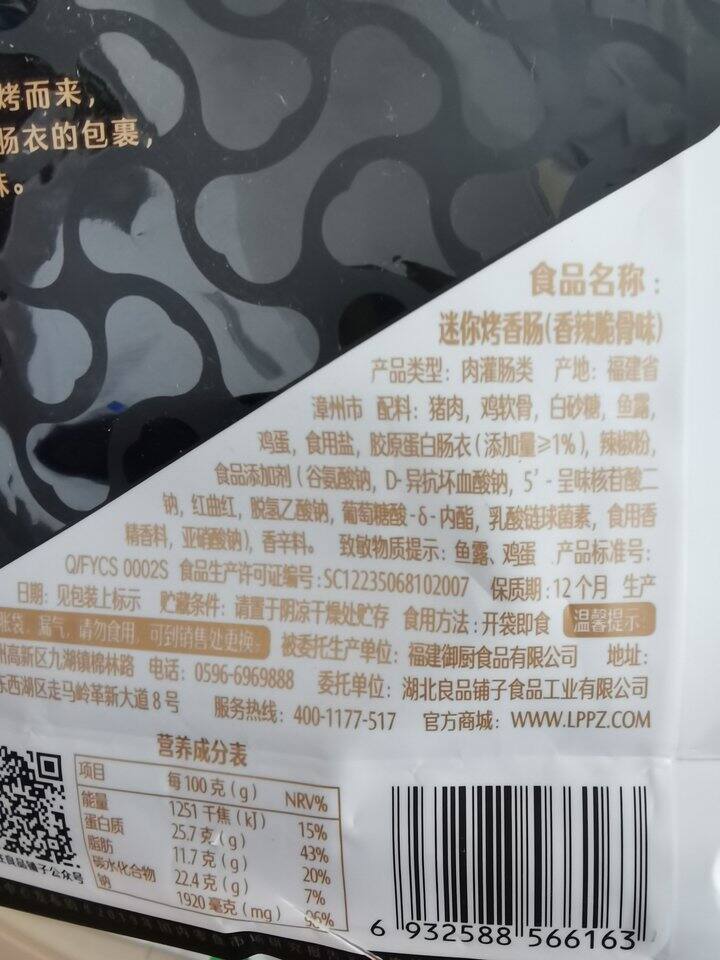 烤而来，
肠衣的包裹，
味。
食品名称：
迷你烤香肠(香辣脆骨味)
产品类型：肉灌肠类 产地：福建省
漳州市 配料：猪肉，鸡软骨，白砂糖，鱼露，
鸡蛋，食用盐，胶原蛋白肠衣(添加量≥1%)，辣椒粉，
食品添加剂(谷氨酸钠，D-异抗坏血酸钠，5'-呈味核苷酸二
钠，红曲红，脱氢乙酸钠，葡萄糖酸-δ-内酯，乳酸链球菌素，食用香
精香料，亚硝酸钠)，香辛料。 致敏物质提示：鱼露、鸡蛋 产品标准号：
Q/FYCS 0002S 食品生产许可证编号:SC12235068102007 保质期:12个月 生产
日期：见包装上标示 贮藏条件：请置于阴凉干燥处贮存 食用方法:开袋即食 温馨提示:
胀袋，漏气，请勿食用，可到销售处更换。 被委托生产单位：福建御厨食品有限公司 地址：
州高新区九湖镇棉林路 电话：0596-6969888 委托单位：湖北良品铺子食品工业有限公司
东西湖区走马岭革新大道8号 服务热线：400-1177-517 官方商城：WWW.LPPZ.COM
营养成分表
项目 每100克(g) NRV%
能量 1251千焦(kJ) 15%
蛋白质 25.7克(g) 43%
脂肪 11.7克(g) 20%
碳水化合物 22.4克(g) 7%
钠 1920毫克(mg) 96%
注良品铺子公众号
6 932588 566163